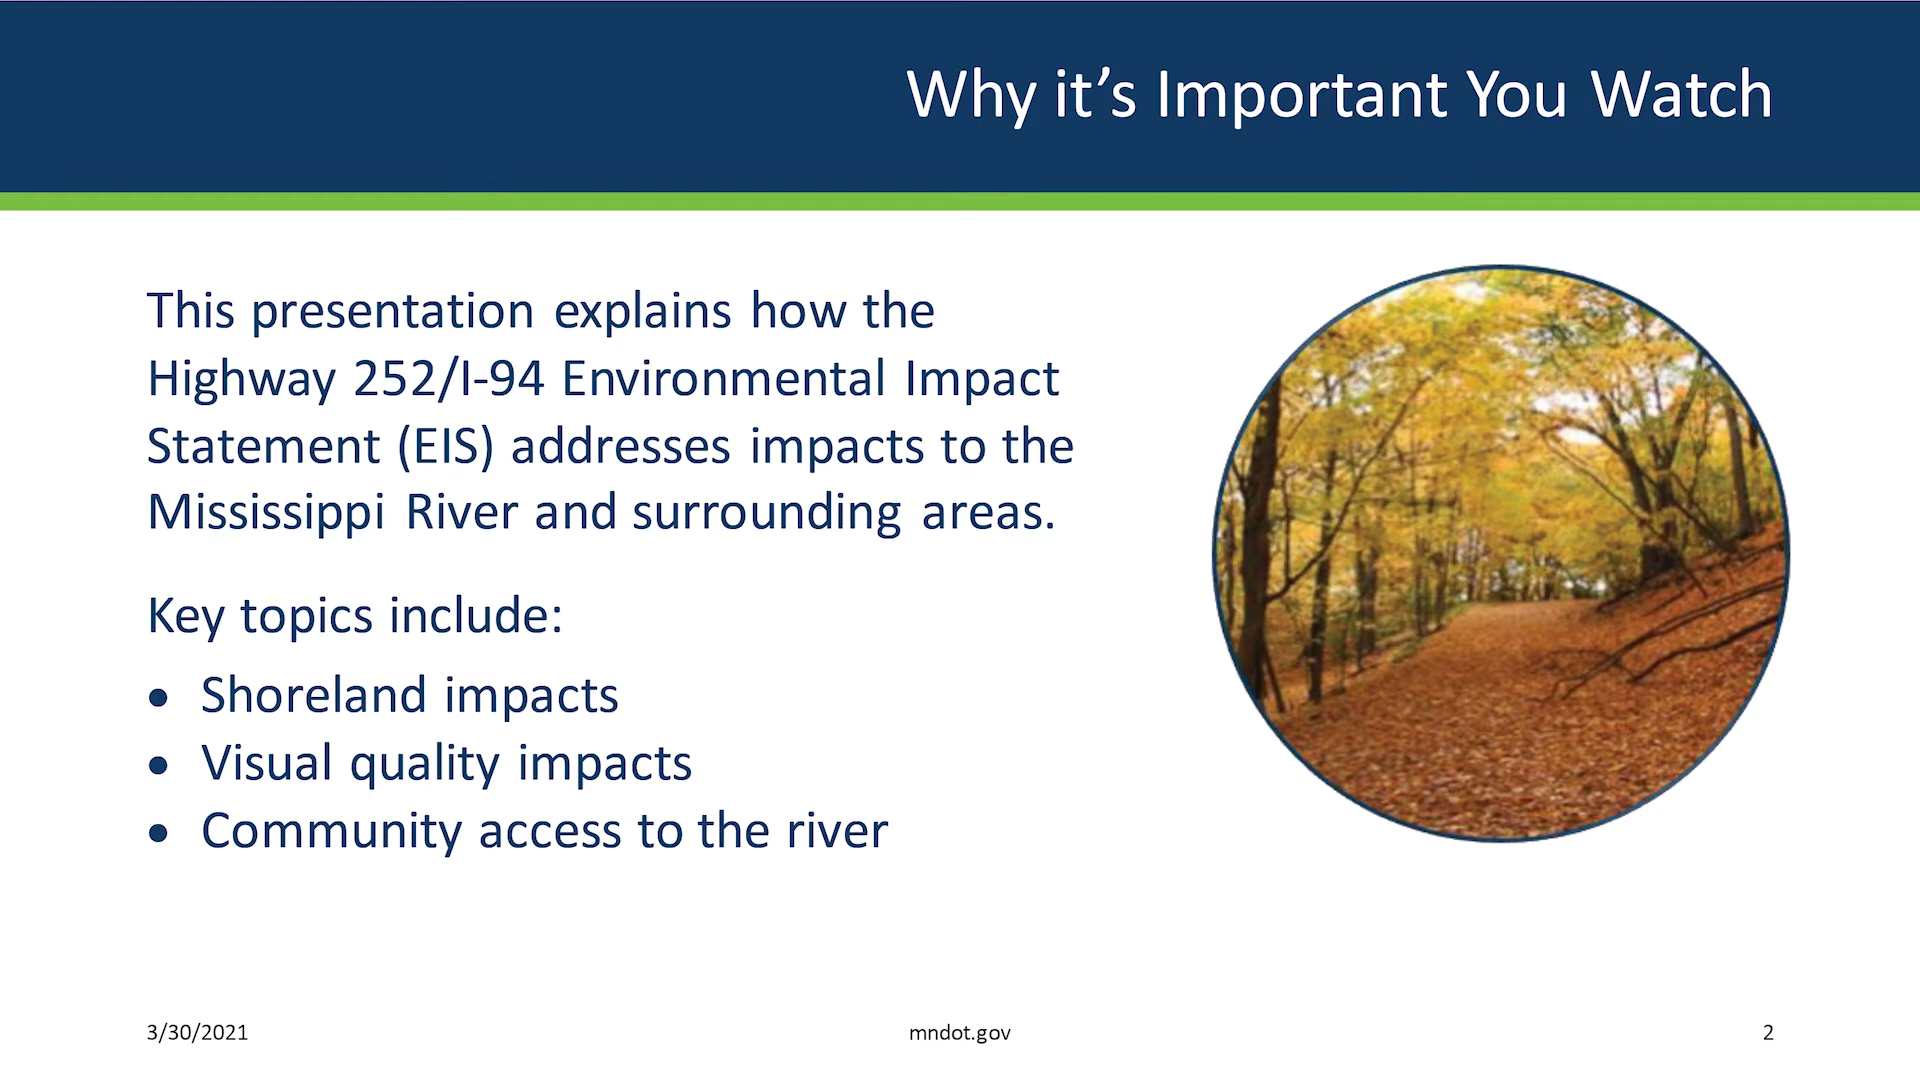 Why it’s Important You Watch
This presentation explains how the
Highway 252/I-94 Environmental Impact
Statement (EIS) addresses impacts to the
Mississippi River and surrounding areas.
Key topics include:
• Shoreland impacts
• Visual quality impacts
• Community access to the river
3/30/2021
mndot.gov
2